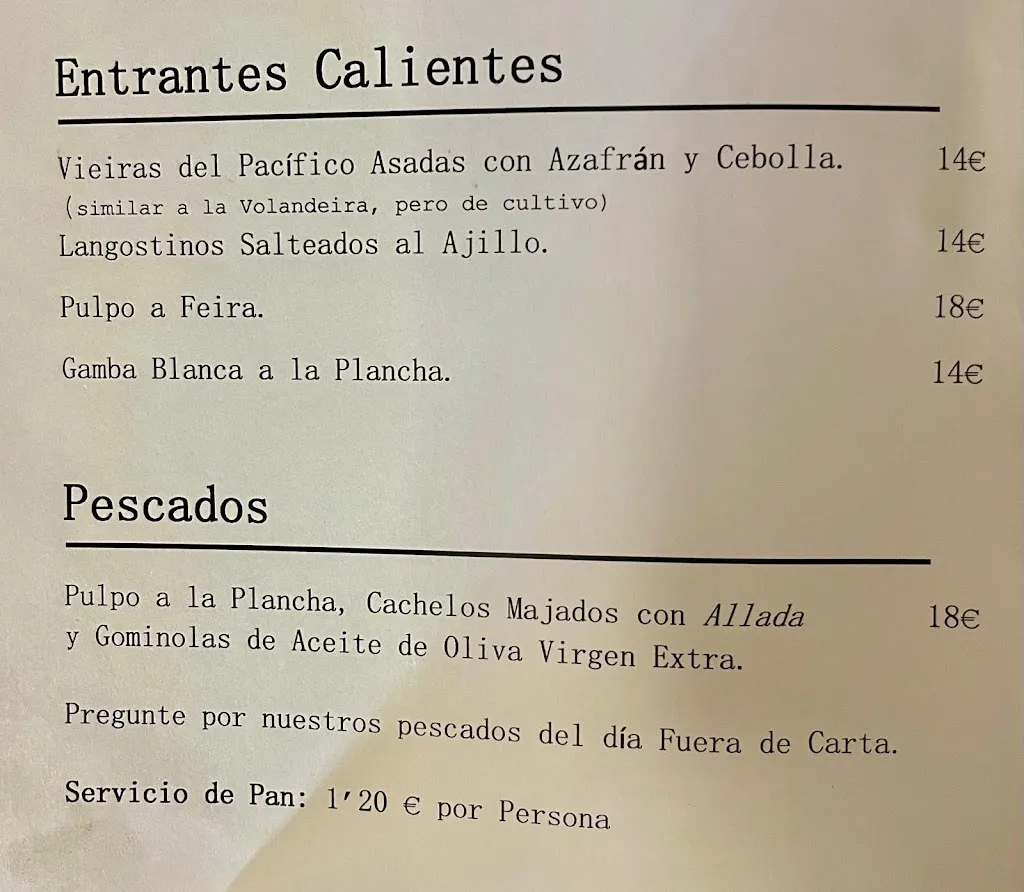 Entrantes Calientes
Vieiras del Pacífico Asadas con Azafrán y Cebolla. 14€
(similar a la Volandeira, pero de cultivo)
Langostinos Salteados al Ajillo. 14€
Pulpo a Feira. 18€
Gamba Blanca a la Plancha. 14€
Pescados
Pulpo a la Plancha, Cachelos Majados con Allada 18€
y Gominolas de Aceite de Oliva Virgen Extra.
Pregunte por nuestros pescados del día Fuera de Carta.
Servicio de Pan: 1'20 € por Persona